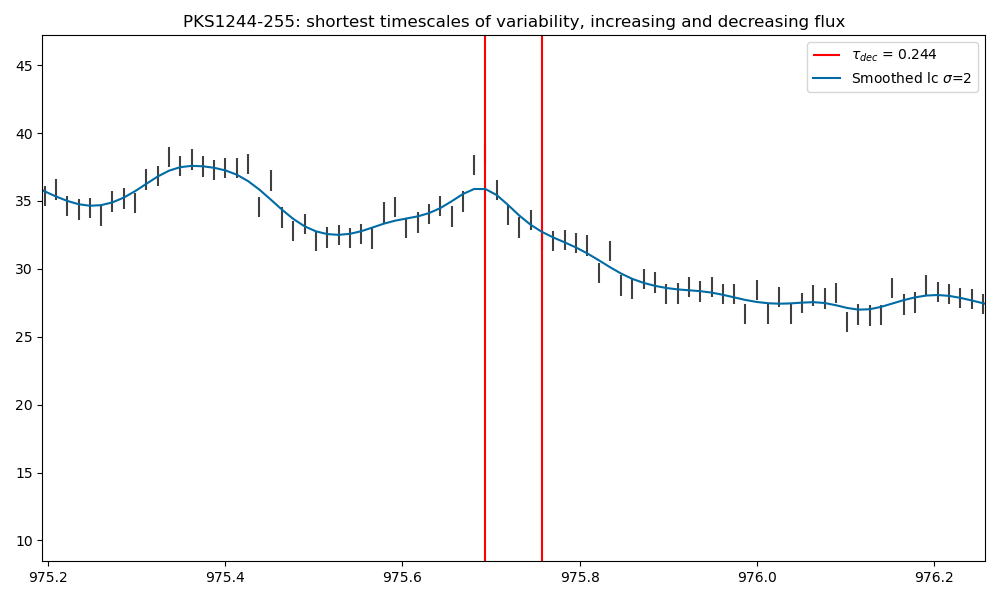 PKS1244-255: shortest timescales of variability, increasing and decreasing flux
τ_dec = 0.244
Smoothed lc σ=2
45
40
35
30
25
20
15
10
975.2 975.4 975.6 975.8 976.0 976.2